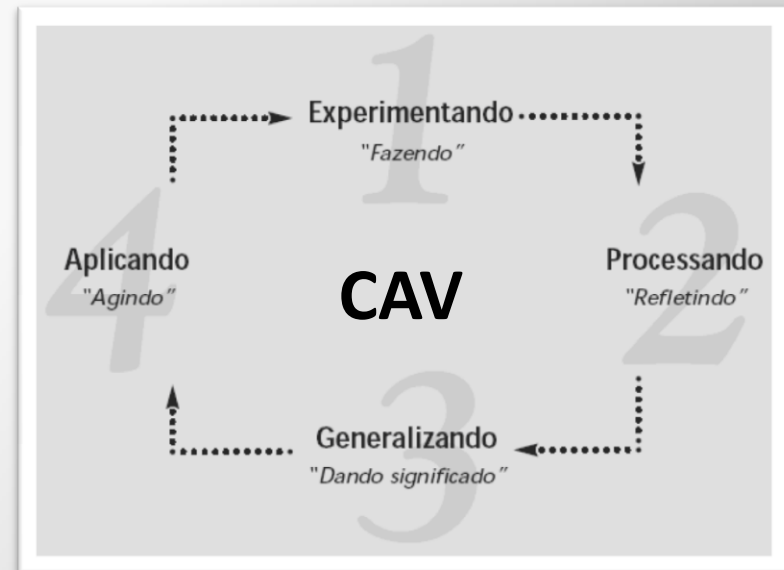 1
Experimentando
"Fazendo"
2
Processando
"Refletindo"
3
Generalizando
"Dando significado"
4
Aplicando
"Agindo"
CAV